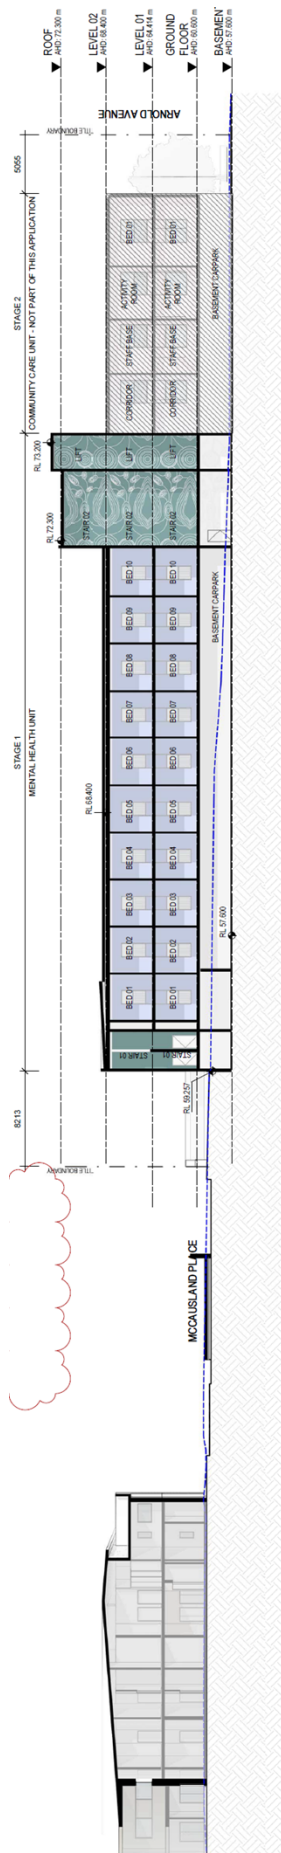 ROOF
AHD: 72.300 m
LEVEL 02
AHD: 68.400 m
LEVEL 01
AHD: 64.414 m
GROUND
FLOOR
AHD: 60.600 m
BASEMEN
AHD: 57.600 m
ARNOLD AVENUE
TITLE BOUNDARY
5055
STAGE 2
COMMUNITY CARE UNIT - NOT PART OF THIS APPLICATION
BED 01
ACTIVITY
ROOM
STAFF BASE
CORRIDOR
BED 01
ACTIVITY
ROOM
STAFF BASE
CORRIDOR
BASEMENT CARPARK
RL 73.200
RL 72.300
LIFT
LIFT
LIFT
STAIR 02
STAIR 02
STAIR 02
STAGE 1
MENTAL HEALTH UNIT
RL 68.400
BED 10
BED 09
BED 08
BED 07
BED 06
BED 05
BED 04
BED 03
BED 02
BED 01
BED 10
BED 09
BED 08
BED 07
BED 06
BED 05
BED 04
BED 03
BED 02
BED 01
BASEMENT CARPARK
RL 57.600
STAIR 01
STAIR 01
RL 59.257
8213
TITLE BOUNDARY
MCCAUSLAND PLACE